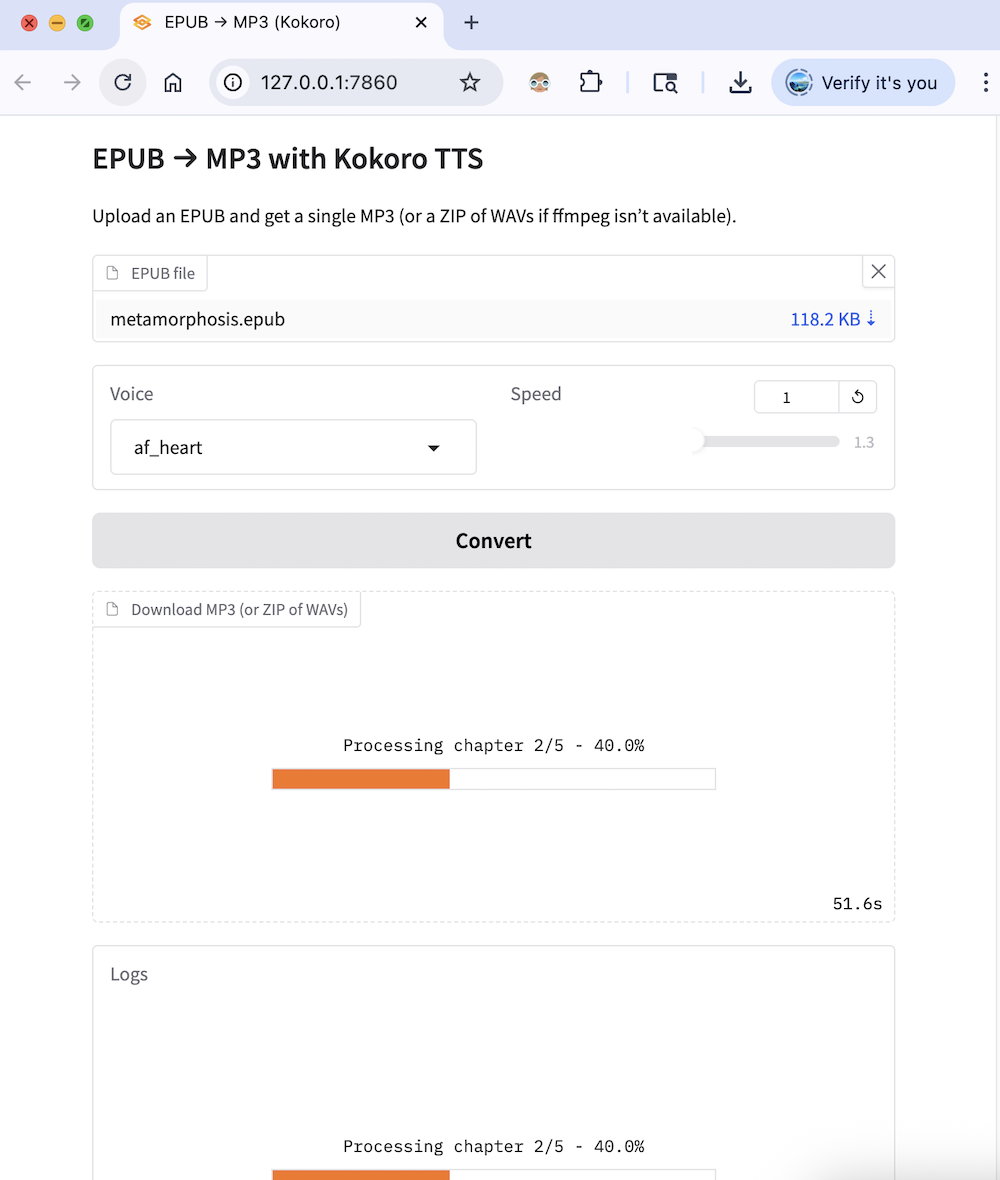 EPUB → MP3 (Kokoro)
127.0.0.1:7860
Verify it's you
EPUB → MP3 with Kokoro TTS
Upload an EPUB and get a single MP3 (or a ZIP of WAVs if ffmpeg isn’t available).
EPUB file
metamorphosis.epub 118.2 KB ⇣
Voice
af_heart
Speed
1
1.3
Convert
Download MP3 (or ZIP of WAVs)
Processing chapter 2/5 - 40.0%
51.6s
Logs
Processing chapter 2/5 - 40.0%